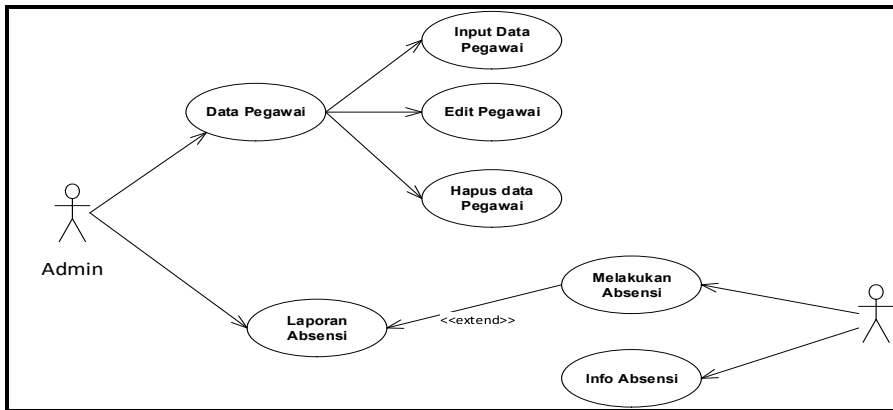 Input Data
Pegawai
Data Pegawai
Edit Pegawai
Hapus data
Pegawai
Admin
Melakukan
Absensi
Laporan
Absensi
<<extend>>
Info Absensi